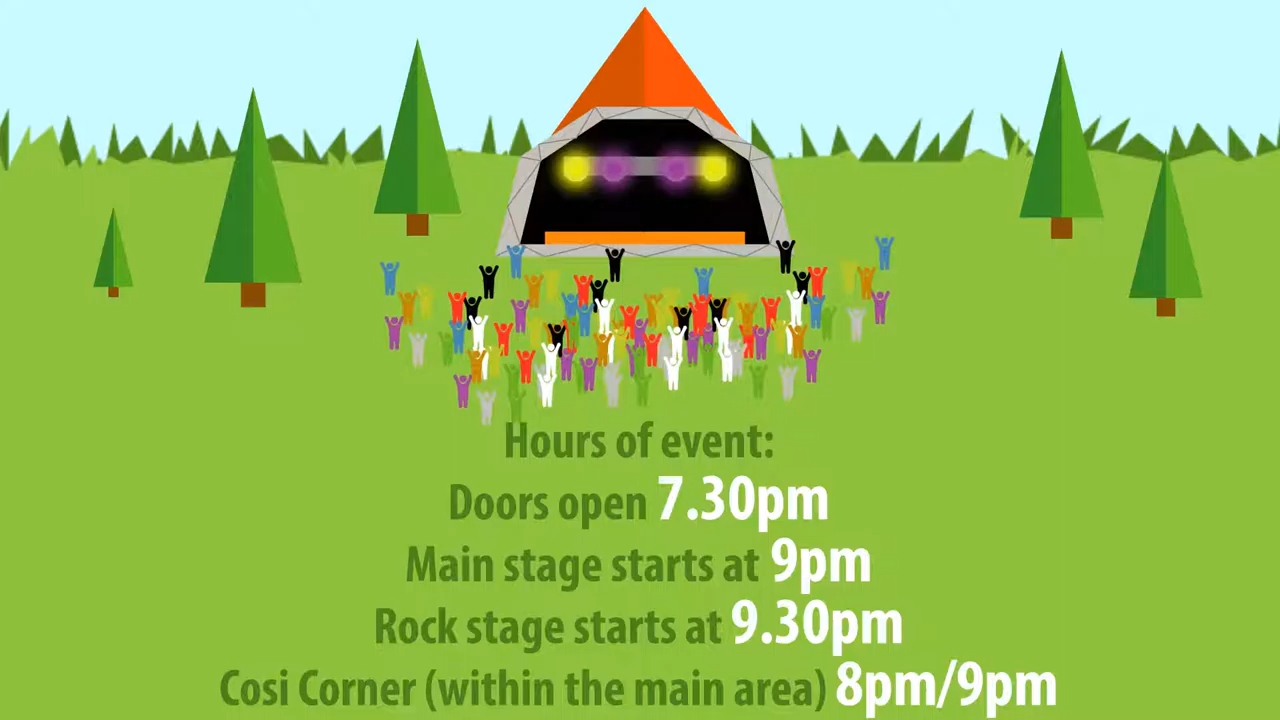 Hours of event:
Doors open 7.30pm
Main stage starts at 9pm
Rock stage starts at 9.30pm
Cosi Corner (within the main area) 8pm/9pm